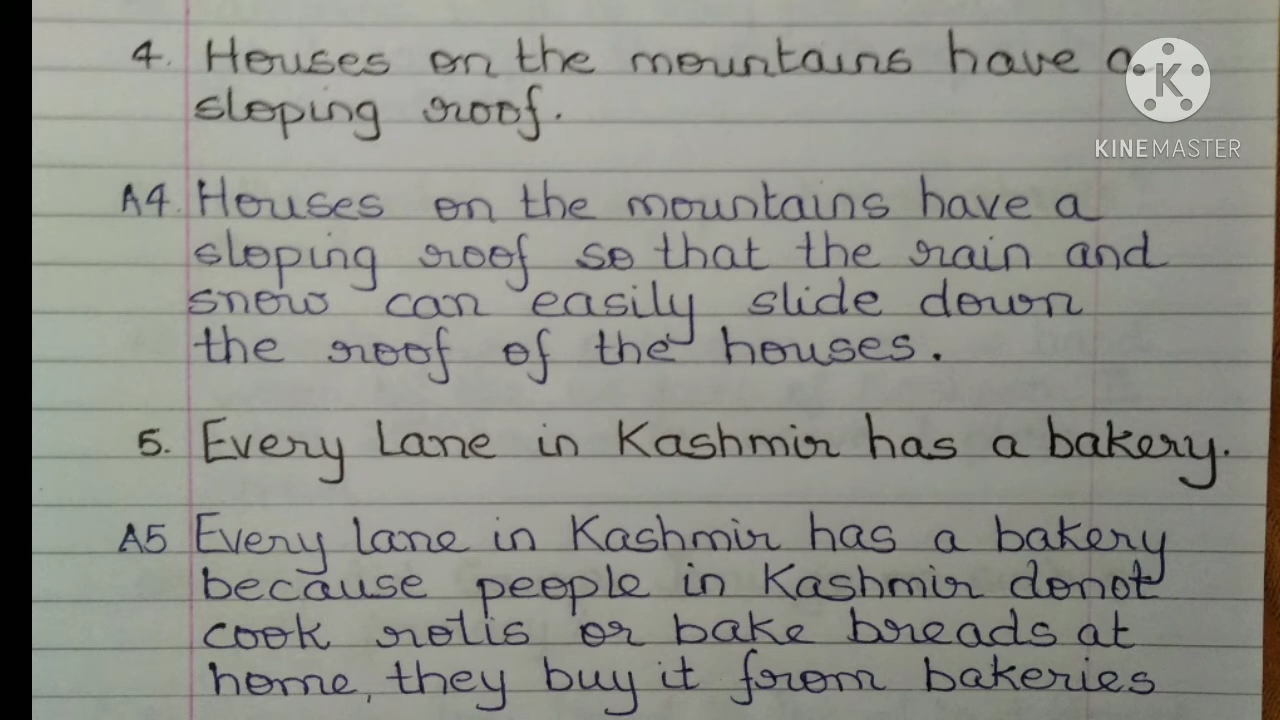 4. Houses on the mountains have a
sloping roof.
K
KINEMASTER
A4. Houses on the mountains have a
sloping roof so that the rain and
snow can easily slide down
the roof of the houses.
5. Every Lane in Kashmir has a bakery.
A5 Every lane in Kashmir has a bakery
because people in Kashmir donot
cook rotis or bake breads at
home, they buy it from bakeries